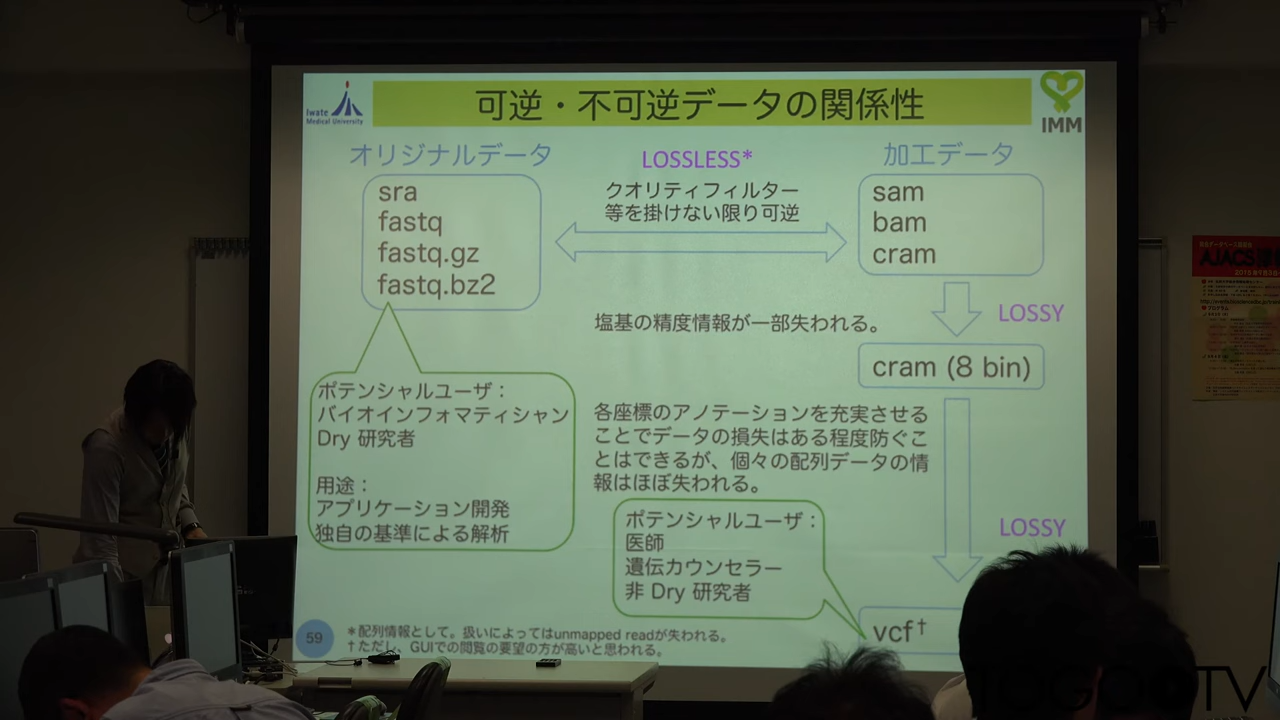 可逆・不可逆データの関係性
Iwate
Medical University
IMM
オリジナルデータ
LOSSLESS*
加工データ
sra
fastq
fastq.gz
fastq.bz2
クオリティフィルター
等を掛けない限り可逆
sam
bam
cram
LOSSY
塩基の精度情報が一部失われる。
cram (8 bin)
ポテンシャルユーザ：
バイオインフォマティシャン
Dry 研究者
用途：
アプリケーション開発
独自の基準による解析
各座標のアノテーションを充実させる
ことでデータの損失はある程度防ぐこ
とはできるが、個々の配列データの情
報はほぼ失われる。
LOSSY
ポテンシャルユーザ：
医師
遺伝カウンセラー
非 Dry 研究者
vcf†
59
*配列情報として。扱いによってはunmapped readが失われる。
†ただし、GUIでの閲覧の要望の方が高いと思われる。
AJACS
TOGO TV